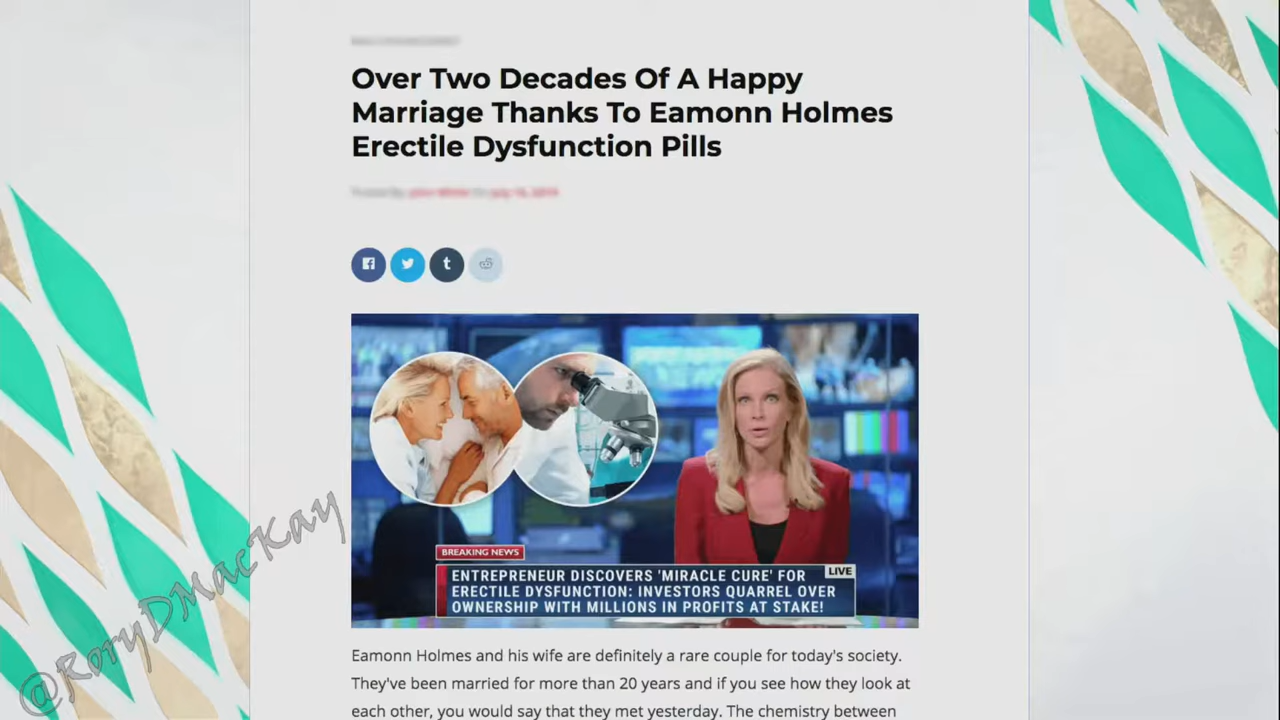 Over Two Decades Of A Happy
Marriage Thanks To Eamonn Holmes
Erectile Dysfunction Pills
BREAKING NEWS
LIVE
ENTREPRENEUR DISCOVERS 'MIRACLE CURE' FOR
ERECTILE DYSFUNCTION: INVESTORS QUARREL OVER
OWNERSHIP WITH MILLIONS IN PROFITS AT STAKE!
Eamonn Holmes and his wife are definitely a rare couple for today's society.
They've been married for more than 20 years and if you see how they look at
each other, you would say that they met yesterday. The chemistry between
@RoryDMacKay